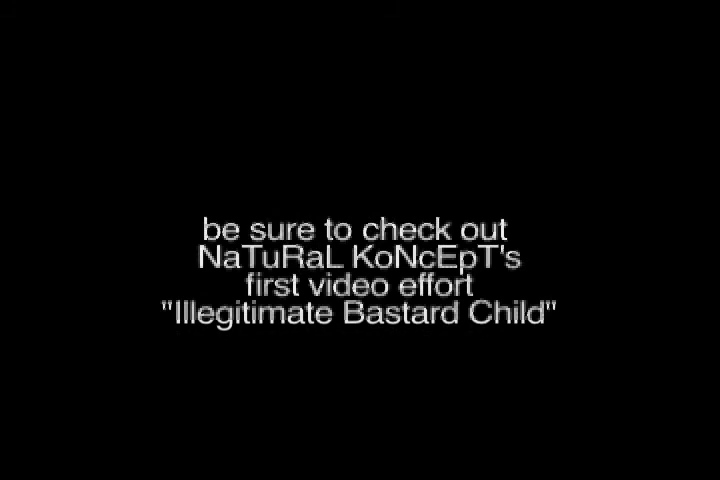 be sure to check out
NaTuRaL KoNcEpT's
first video effort
"Illegitimate Bastard Child"